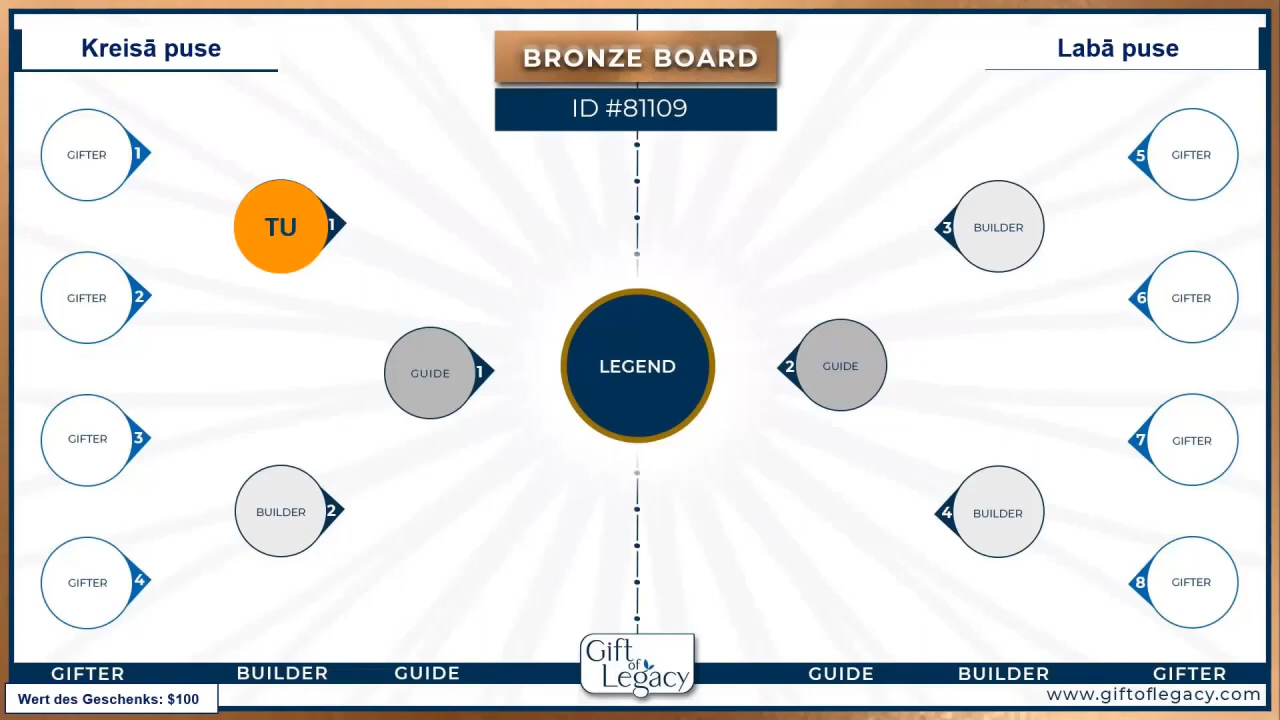 Kreisā puse
BRONZE BOARD
ID #81109
Labā puse
GIFTER 1
GIFTER 2
GIFTER 3
GIFTER 4
TU 1
BUILDER 2
GUIDE 1
LEGEND
2 GUIDE
3 BUILDER
4 BUILDER
5 GIFTER
6 GIFTER
7 GIFTER
8 GIFTER
Gift
of
Legacy
GIFTER BUILDER GUIDE GUIDE BUILDER GIFTER
Wert des Geschenks: $100
www.giftoflegacy.com